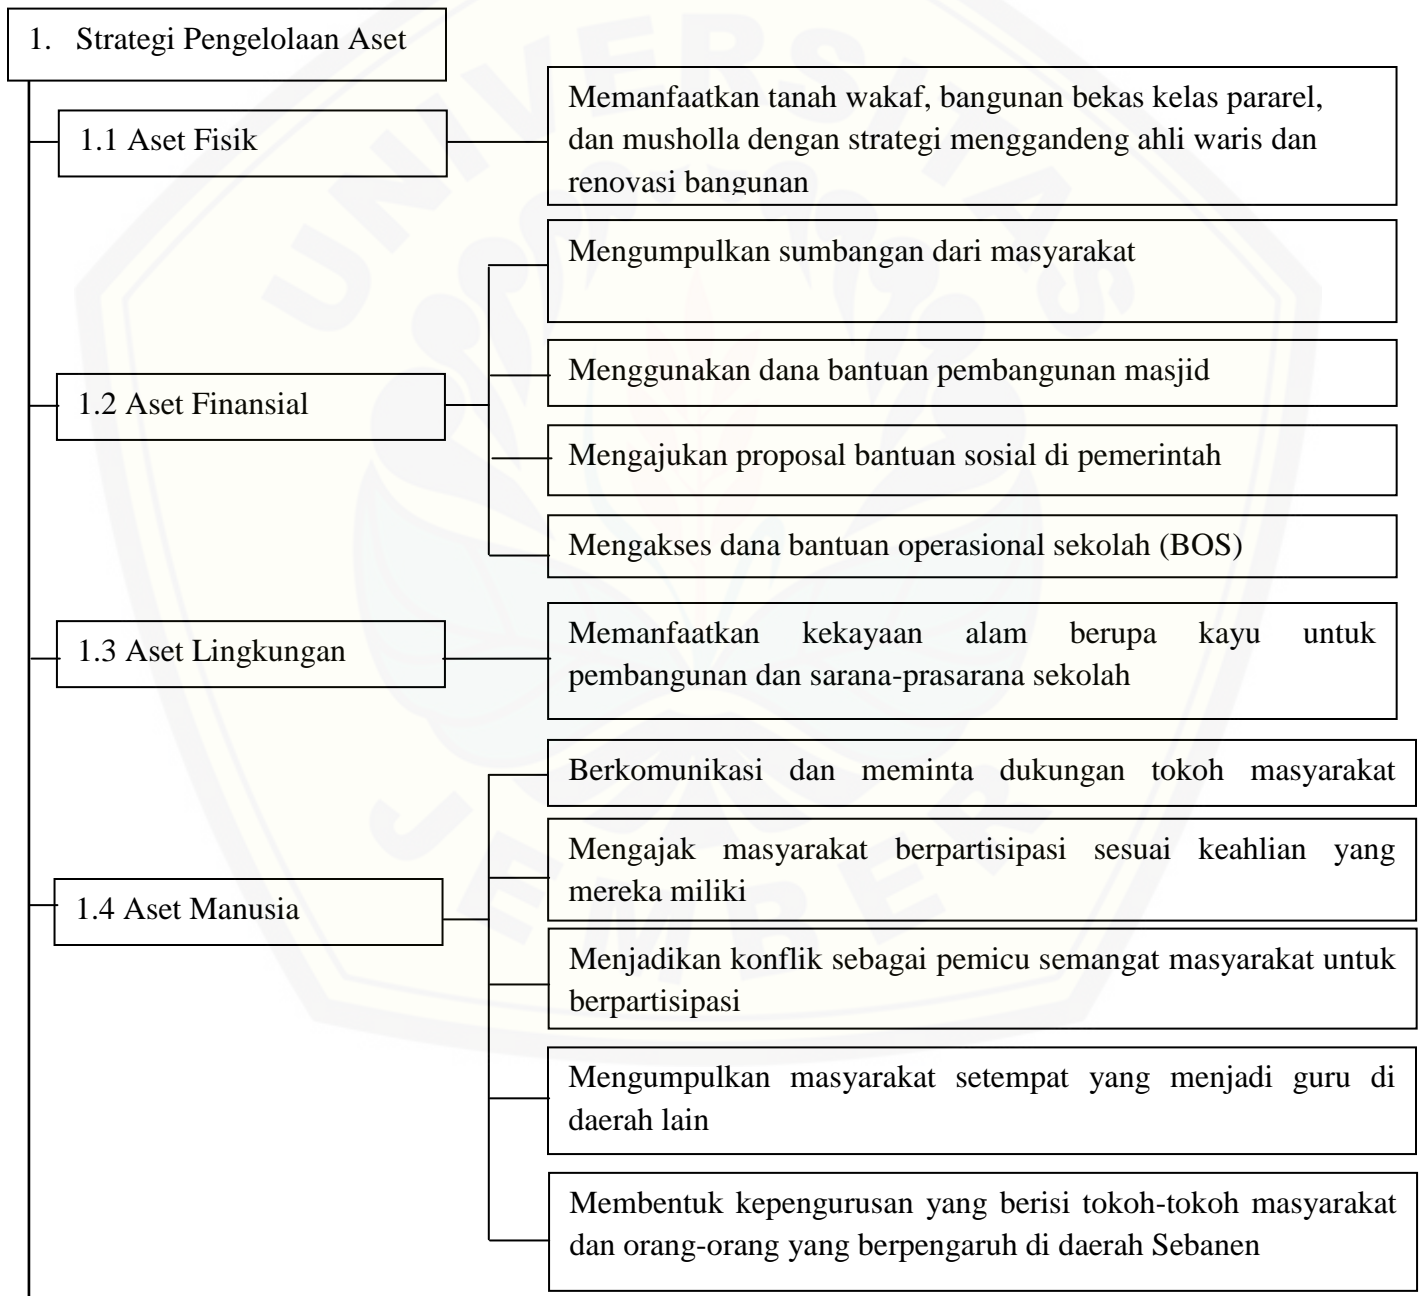 1. Strategi Pengelolaan Aset
1.1 Aset Fisik
Memanfaatkan tanah wakaf, bangunan bekas kelas pararel,
dan musholla dengan strategi menggandeng ahli waris dan
renovasi bangunan
1.2 Aset Finansial
Mengumpulkan sumbangan dari masyarakat
Menggunakan dana bantuan pembangunan masjid
Mengajukan proposal bantuan sosial di pemerintah
Mengakses dana bantuan operasional sekolah (BOS)
1.3 Aset Lingkungan
Memanfaatkan kekayaan alam berupa kayu untuk
pembangunan dan sarana-prasarana sekolah
1.4 Aset Manusia
Berkomunikasi dan meminta dukungan tokoh masyarakat
Mengajak masyarakat berpartisipasi sesuai keahlian yang
mereka miliki
Menjadikan konflik sebagai pemicu semangat masyarakat untuk
berpartisipasi
Mengumpulkan masyarakat setempat yang menjadi guru di
daerah lain
Membentuk kepengurusan yang berisi tokoh-tokoh masyarakat
dan orang-orang yang berpengaruh di daerah Sebanen
UNIVERSITAS
JEMBER